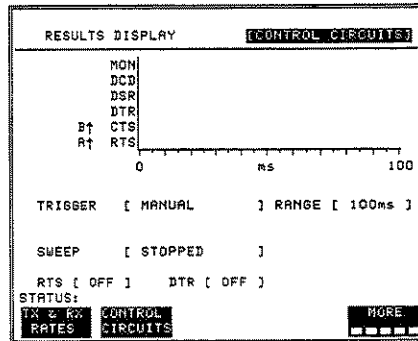 RESULTS DISPLAY [CONTROL CIRCUITS]
MON
DCD
DSR
DTR
B↑ CTS
A↑ RTS
0 ms 100
TRIGGER [ MANUAL ] RANGE [ 100ms ]
SWEEP [ STOPPED ]
RTS [ OFF ] DTR [ OFF ]
STATUS:
TX & RX CONTROL MORE
RATES CIRCUITS